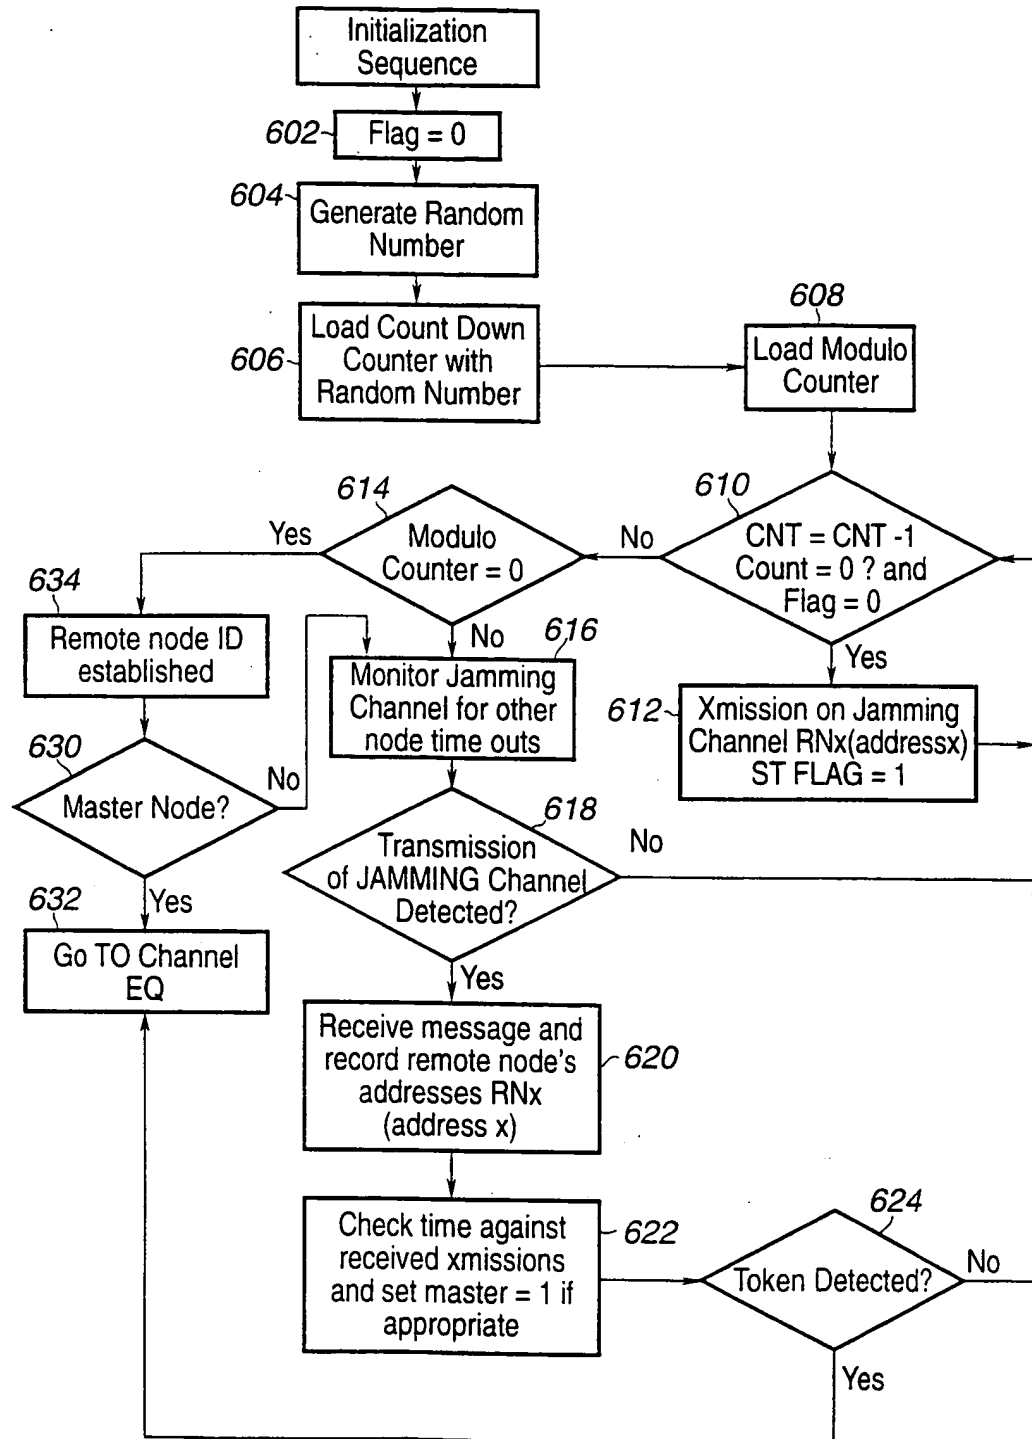 Initialization
Sequence
602
Flag = 0
604
Generate Random
Number
606
Load Count Down
Counter with
Random Number
608
Load Modulo
Counter
610
CNT = CNT -1
Count = 0 ? and
Flag = 0
No
Yes
612
Xmission on Jamming
Channel RNx(addressx)
ST FLAG = 1
614
Modulo
Counter = 0
Yes
No
634
Remote node ID
established
616
Monitor Jamming
Channel for other
node time outs
630
Master Node?
No
Yes
618
Transmission
of JAMMING Channel
Detected?
No
Yes
632
Go TO Channel
EQ
Receive message and
record remote node's
addresses RNx
(address x)
620
Check time against
received xmissions
and set master = 1 if
appropriate
622
624
Token Detected?
No
Yes